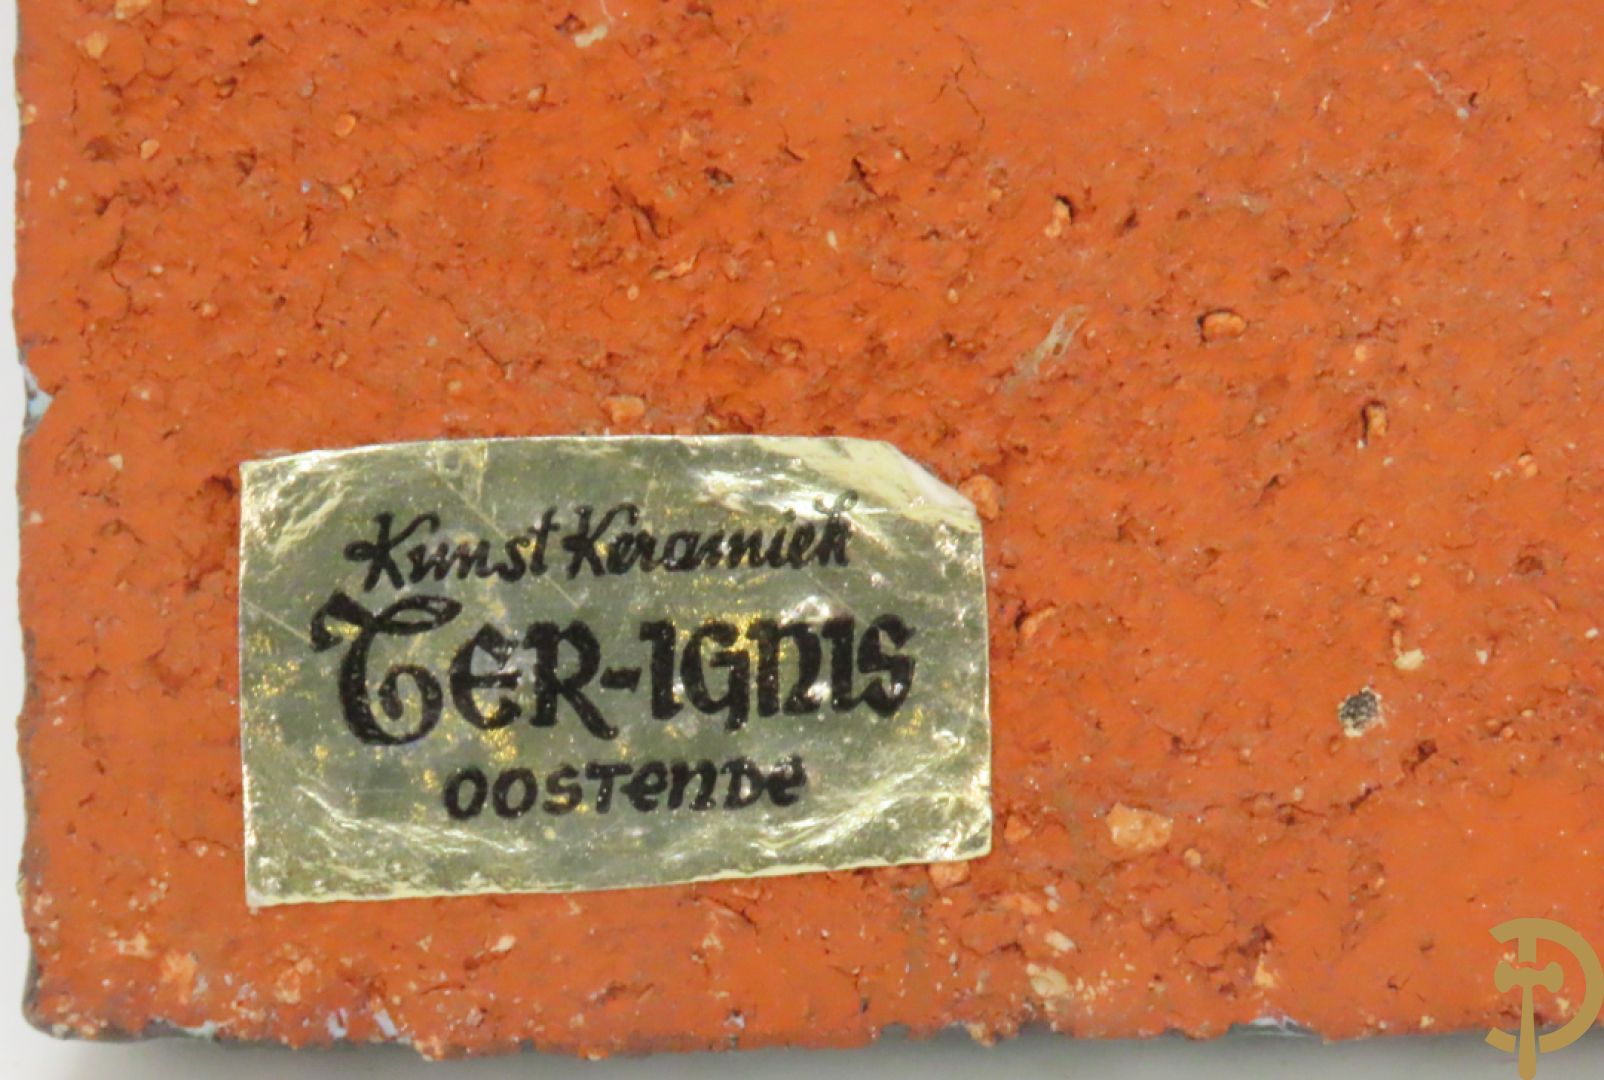 Kunst Keramiek
TER-IGNIS
OOSTENDE